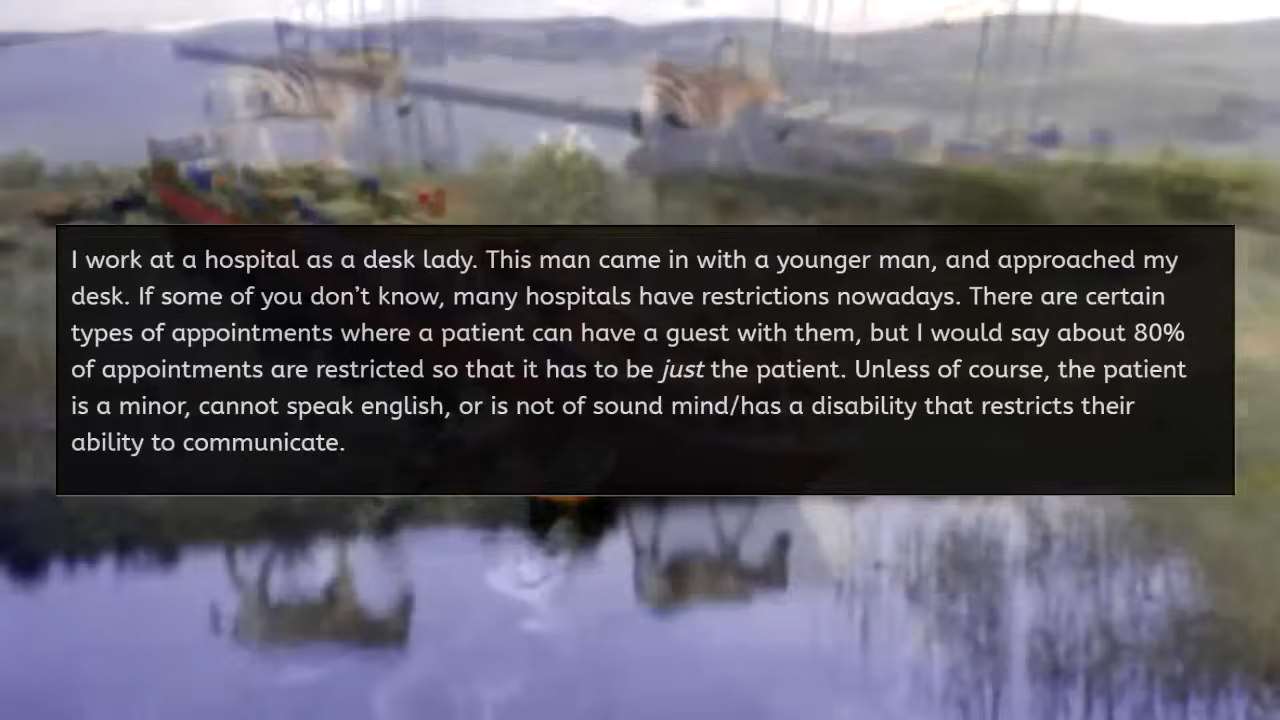 I work at a hospital as a desk lady. This man came in with a younger man, and approached my
desk. If some of you don’t know, many hospitals have restrictions nowadays. There are certain
types of appointments where a patient can have a guest with them, but I would say about 80%
of appointments are restricted so that it has to be just the patient. Unless of course, the patient
is a minor, cannot speak english, or is not of sound mind/has a disability that restricts their
ability to communicate.